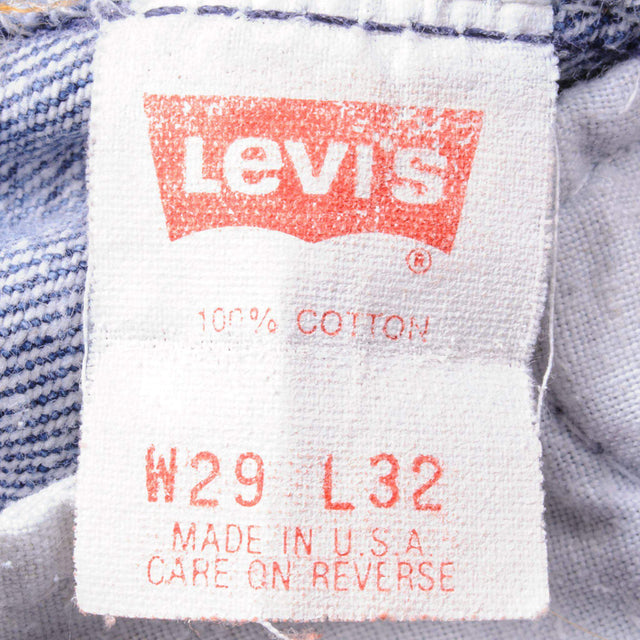 Levi's
®
100% COTTON
W29 L32
MADE IN U.S.A
CARE ON REVERSE